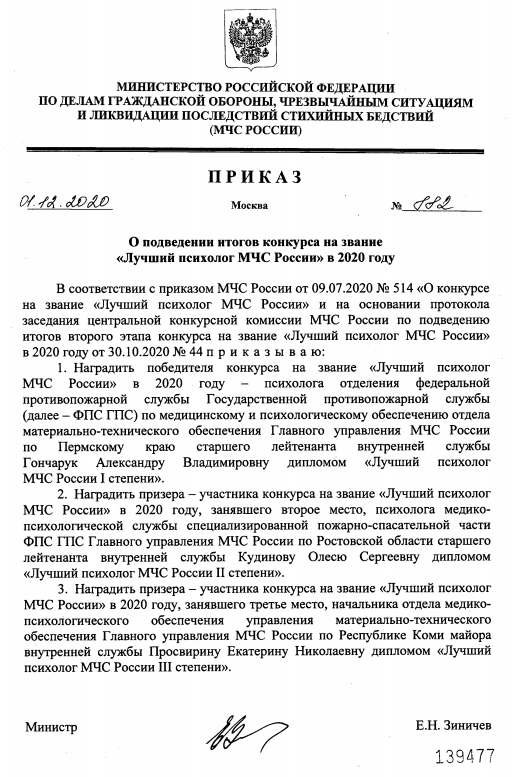 МИНИСТЕРСТВО РОССИЙСКОЙ ФЕДЕРАЦИИ
ПО ДЕЛАМ ГРАЖДАНСКОЙ ОБОРОНЫ, ЧРЕЗВЫЧАЙНЫМ СИТУАЦИЯМ
И ЛИКВИДАЦИИ ПОСЛЕДСТВИЙ СТИХИЙНЫХ БЕДСТВИЙ
(МЧС РОССИИ)
П Р И К А З
01.12.2020 Москва № 882
О подведении итогов конкурса на звание
«Лучший психолог МЧС России» в 2020 году
В соответствии с приказом МЧС России от 09.07.2020 № 514 «О конкурсе
на звание «Лучший психолог МЧС России» и на основании протокола
заседания центральной конкурсной комиссии МЧС России по подведению
итогов второго этапа конкурса на звание «Лучший психолог МЧС России»
в 2020 году от 30.10.2020 № 44 п р и к а з ы в а ю:
1. Наградить победителя конкурса на звание «Лучший психолог
МЧС России» в 2020 году – психолога отделения федеральной
противопожарной службы Государственной противопожарной службы
(далее – ФПС ГПС) по медицинскому и психологическому обеспечению отдела
материально-технического обеспечения Главного управления МЧС России
по Пермскому краю старшего лейтенанта внутренней службы
Гончарук Александру Владимировну дипломом «Лучший психолог
МЧС России I степени».
2. Наградить призера – участника конкурса на звание «Лучший психолог
МЧС России» в 2020 году, занявшего второе место, психолога медико-
психологической службы специализированной пожарно-спасательной части
ФПС ГПС Главного управления МЧС России по Ростовской области старшего
лейтенанта внутренней службы Кудинову Олесю Сергеевну дипломом
«Лучший психолог МЧС России II степени».
3. Наградить призера – участника конкурса на звание «Лучший психолог
МЧС России» в 2020 году, занявшего третье место, начальника отдела медико-
психологического обеспечения управления материально-технического
обеспечения Главного управления МЧС России по Республике Коми майора
внутренней службы Просвирину Екатерину Николаевну дипломом «Лучший
психолог МЧС России III степени».
Министр Е.Н. Зиничев
139477